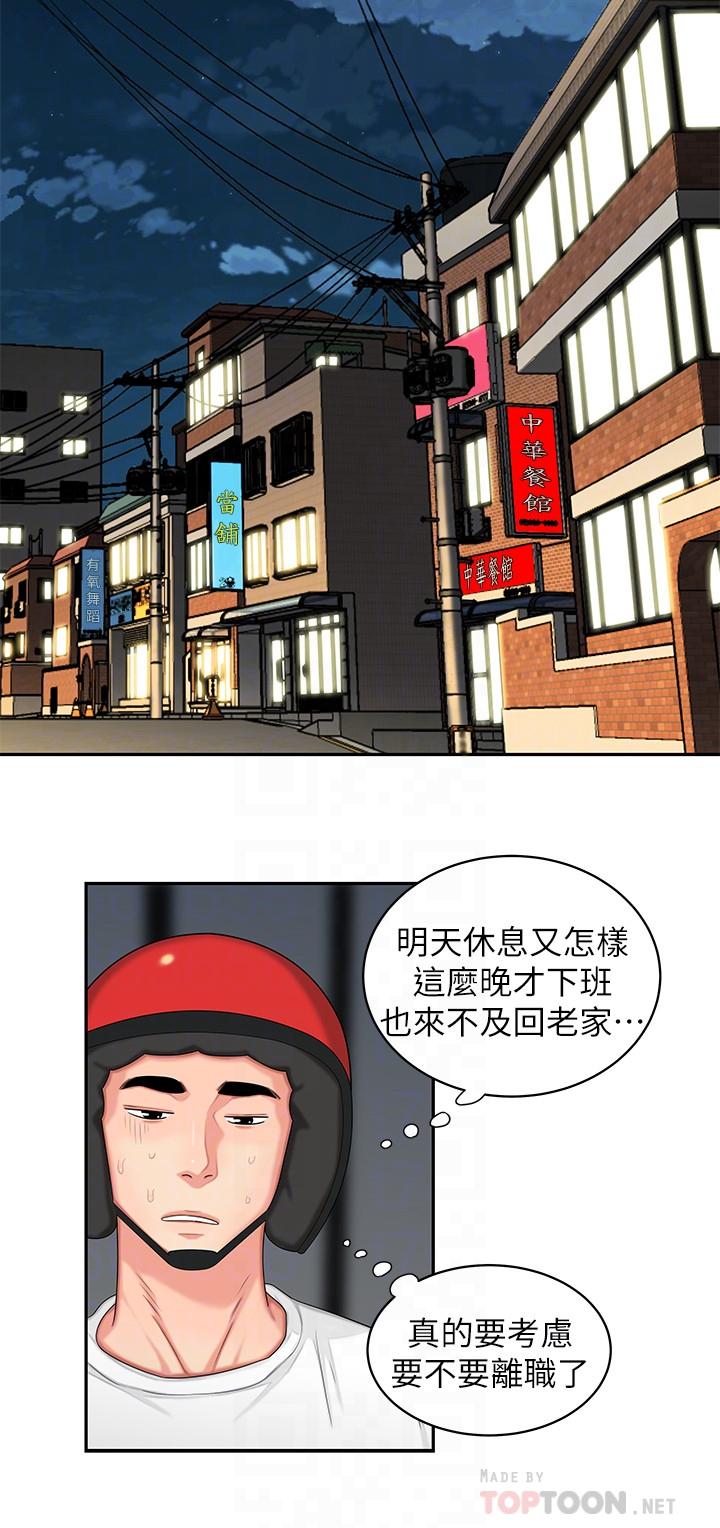 中華餐館
中華餐館
當舖
有氧舞蹈
明天休息又怎樣
這麼晚才下班
也來不及回老家…
真的要考慮
要不要離職了
MADE BY
TOPTOON.NET